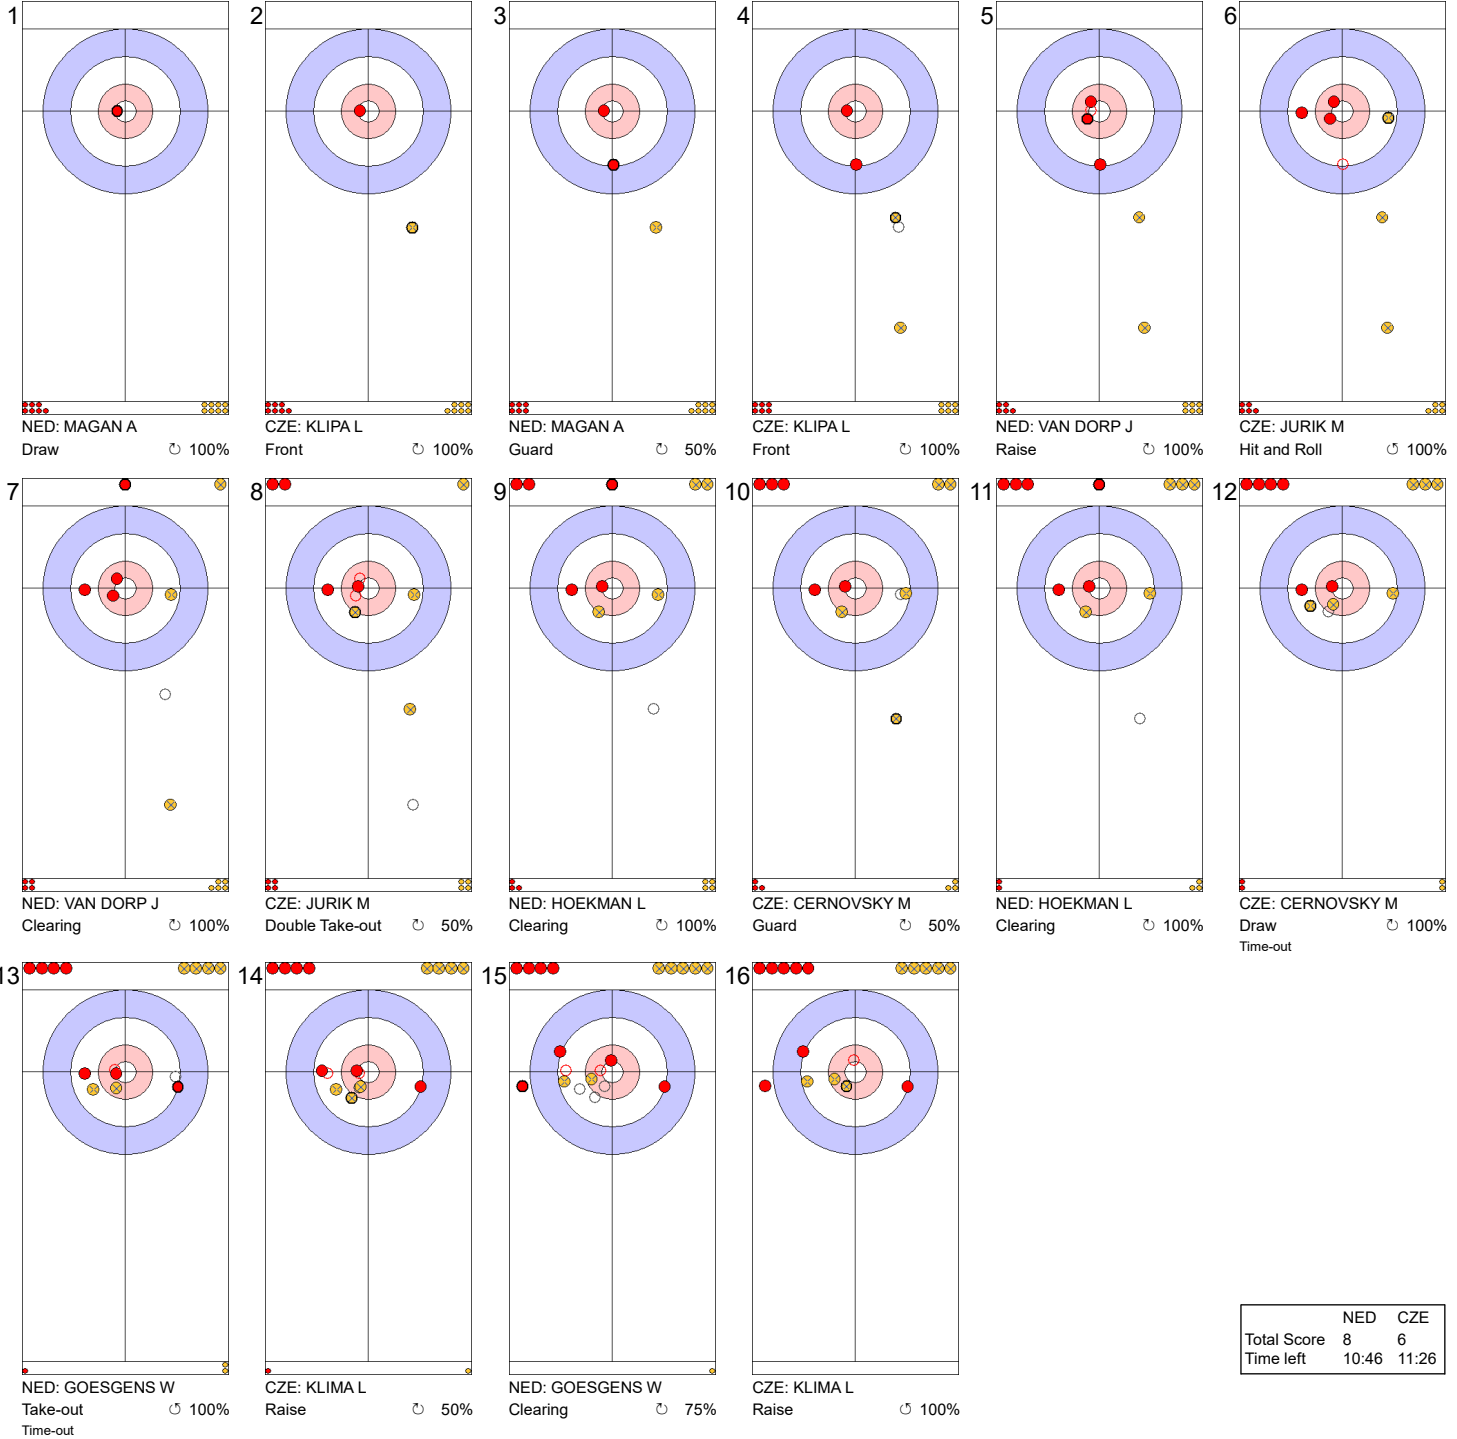 1 2 3 4 5 6
NED: MAGAN A CZE: KLIPA L NED: MAGAN A CZE: KLIPA L NED: VAN DORP J CZE: JURIK M
Draw ↻ 100% Front ↻ 100% Guard ↻ 50% Front ↻ 100% Raise ↻ 100% Hit and Roll ↻ 100%
7 8 9 10 11 12
NED: VAN DORP J CZE: JURIK M NED: HOEKMAN L CZE: CERNOVSKY M NED: HOEKMAN L CZE: CERNOVSKY M
Clearing ↻ 100% Double Take-out ↻ 50% Clearing ↻ 100% Guard ↻ 50% Clearing ↻ 100% Draw ↺ 100%
Time-out
13 14 15 16
NED: GOESGENS W CZE: KLIMA L NED: GOESGENS W CZE: KLIMA L
Take-out ↺ 100% Raise ↻ 50% Clearing ↻ 75% Raise ↺ 100%
Time-out
NED CZE
Total Score 8 6
Time left 10:46 11:26